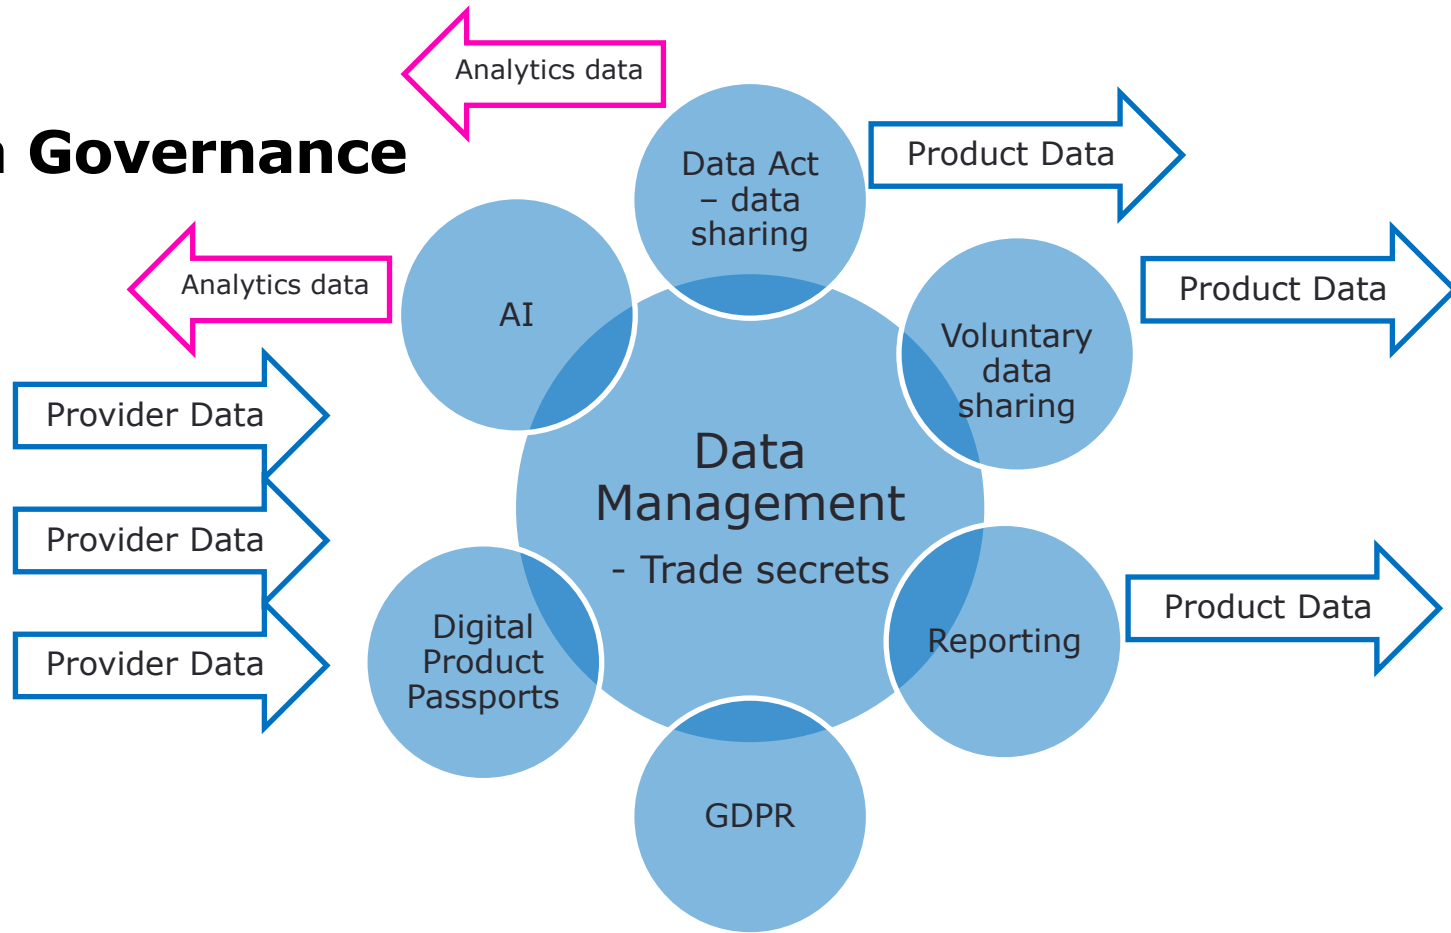 Analytics data
Governance
Data Act
– data
sharing
Product Data
Analytics data
AI
Voluntary
data
sharing
Product Data
Provider Data
Provider Data
Provider Data
Data
Management
- Trade secrets
Digital
Product
Passports
Reporting
Product Data
GDPR